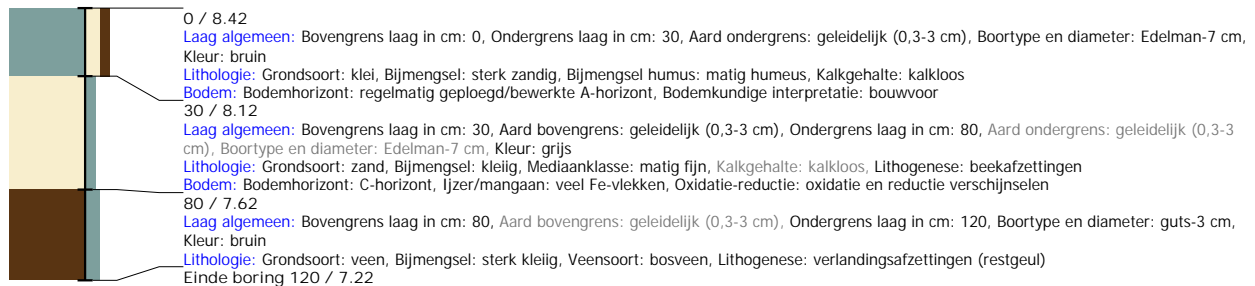 0 / 8.42
Laag algemeen: Bovengrens laag in cm: 0, Ondergrens laag in cm: 30, Aard ondergrens: geleidelijk (0,3-3 cm), Boortype en diameter: Edelman-7 cm,
Kleur: bruin
Lithologie: Grondsoort: klei, Bijmengsel: sterk zandig, Bijmengsel humus: matig humeus, Kalkgehalte: kalkloos
Bodem: Bodemhorizont: regelmatig geploegd/bewerkte A-horizont, Bodemkundige interpretatie: bouwvoor
30 / 8.12
Laag algemeen: Bovengrens laag in cm: 30, Aard bovengrens: geleidelijk (0,3-3 cm), Ondergrens laag in cm: 80, Aard ondergrens: geleidelijk (0,3-3
cm), Boortype en diameter: Edelman-7 cm, Kleur: grijs
Lithologie: Grondsoort: zand, Bijmengsel: kleiig, Mediaanklasse: matig fijn, Kalkgehalte: kalkloos, Lithogenese: beekafzettingen
Bodem: Bodemhorizont: C-horizont, Ijzer/mangaan: veel Fe-vlekken, Oxidatie-reductie: oxidatie en reductie verschijnselen
80 / 7.62
Laag algemeen: Bovengrens laag in cm: 80, Aard bovengrens: geleidelijk (0,3-3 cm), Ondergrens laag in cm: 120, Boortype en diameter: guts-3 cm,
Kleur: bruin
Lithologie: Grondsoort: veen, Bijmengsel: sterk kleiig, Veensoort: bosveen, Lithogenese: verlandingsafzettingen (restgeul)
Einde boring 120 / 7.22